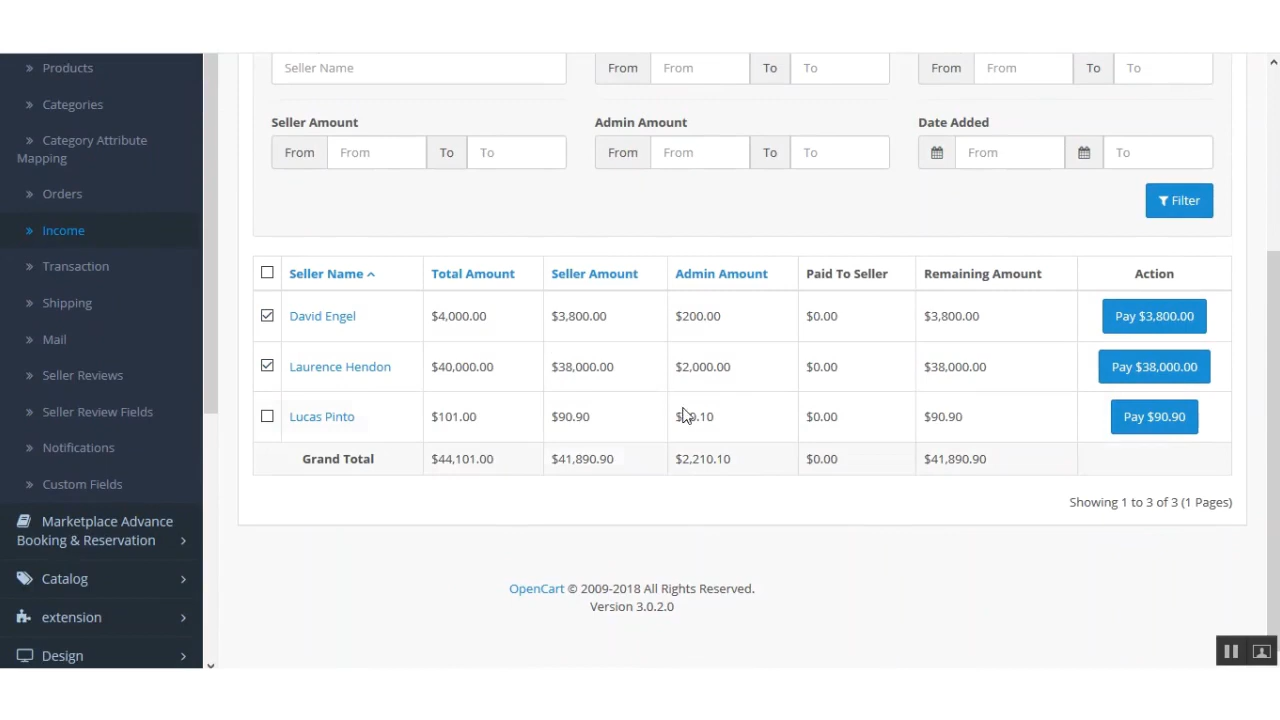 » Products
» Categories
» Category Attribute
Mapping
» Orders
» Income
» Transaction
» Shipping
» Mail
» Seller Reviews
» Seller Review Fields
» Notifications
» Custom Fields
Marketplace Advance
Booking & Reservation
Catalog
extension
Design
Seller Name From From To To From From To To
Seller Amount Admin Amount Date Added
From From To To From From To To From To
Filter
Seller Name Total Amount Seller Amount Admin Amount Paid To Seller Remaining Amount Action
David Engel $4,000.00 $3,800.00 $200.00 $0.00 $3,800.00 Pay $3,800.00
Laurence Hendon $40,000.00 $38,000.00 $2,000.00 $0.00 $38,000.00 Pay $38,000.00
Lucas Pinto $101.00 $90.90 $0.00 $90.90 Pay $90.90
Grand Total $44,101.00 $41,890.90 $2,210.10 $0.00 $41,890.90
Showing 1 to 3 of 3 (1 Pages)
OpenCart © 2009-2018 All Rights Reserved.
Version 3.0.2.0